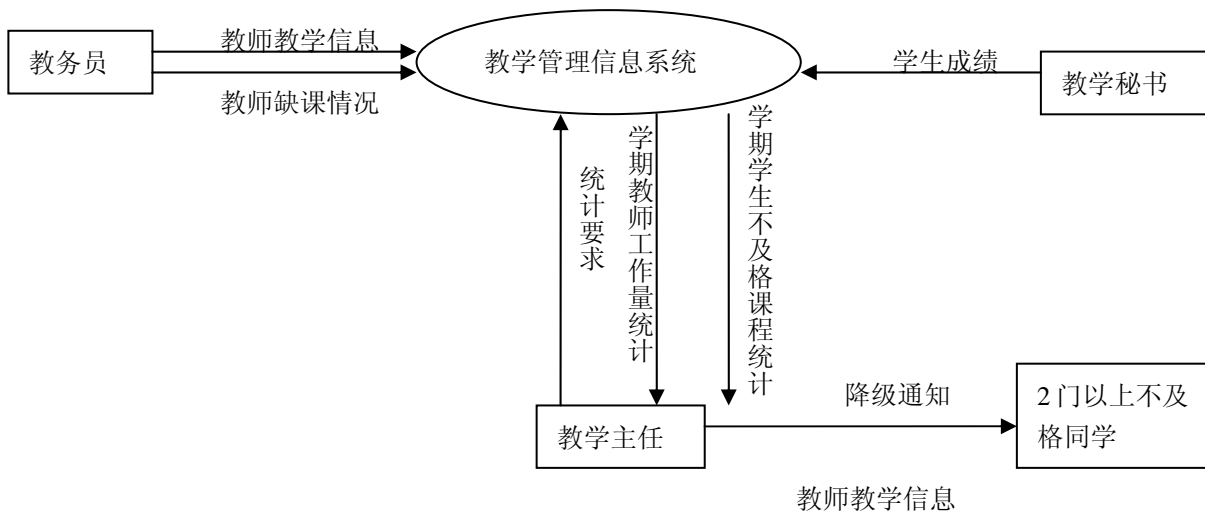 教务员
教师教学信息
教师缺课情况
教学管理信息系统
学生成绩
教学秘书
统计要求
学期教师工作量统计
学期学生不及格课程统计
教学主任
降级通知
2 门以上不及
格同学
教师教学信息